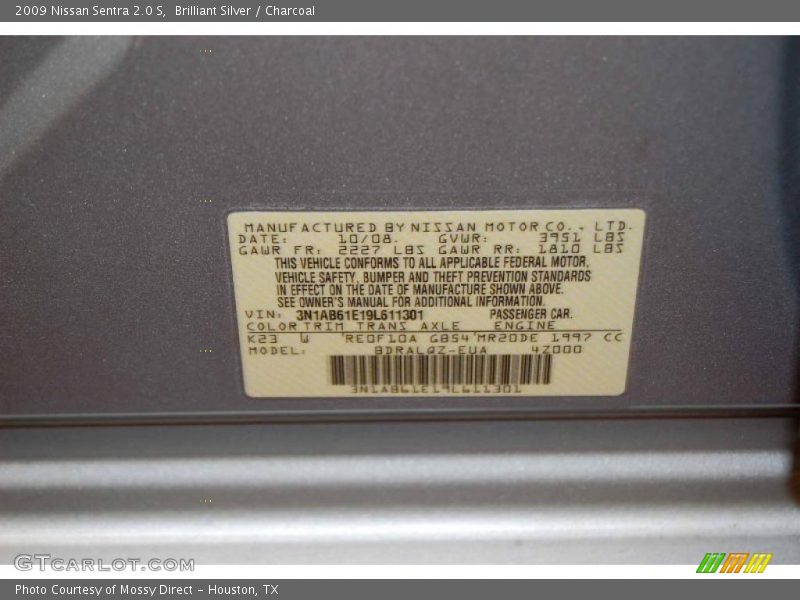 2009 Nissan Sentra 2.0 S, Brilliant Silver / Charcoal
MANUFACTURED BY NISSAN MOTOR CO., LTD.
DATE: 10/08. GVWR: 3951 LBS
GAWR FR: 2227 LBS GAWR RR: 1810 LBS
THIS VEHICLE CONFORMS TO ALL APPLICABLE FEDERAL MOTOR,
VEHICLE SAFETY, BUMPER AND THEFT PREVENTION STANDARDS
IN EFFECT ON THE DATE OF MANUFACTURE SHOWN ABOVE.
SEE OWNER'S MANUAL FOR ADDITIONAL INFORMATION.
VIN: 3N1AB61E19L611301 PASSENGER CAR.
COLOR TRIM TRANS AXLE ENGINE
K23 W RE0F10A GB54 MR20DE 1997 CC
MODEL: BDRALQZ-EUA 4Z000
3N1AB61E19L611301
GTCARLOT.COM
Photo Courtesy of Mossy Direct - Houston, TX